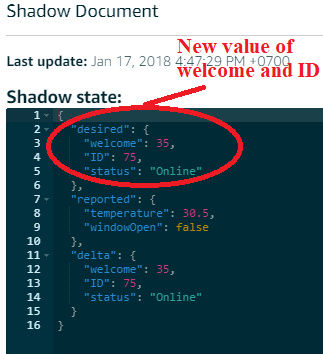 Shadow Document
New value of
welcome and ID
Last update: Jan 17, 2018 4:47:29 PM +0700
Shadow state:
1 {
2 "desired": {
3 "welcome": 35,
4 "ID": 75,
5 "status": "Online"
6 },
7 "reported": {
8 "temperature": 30.5,
9 "windowOpen": false
10 },
11 "delta": {
12 "welcome": 35,
13 "ID": 75,
14 "status": "Online"
15 }
16 }